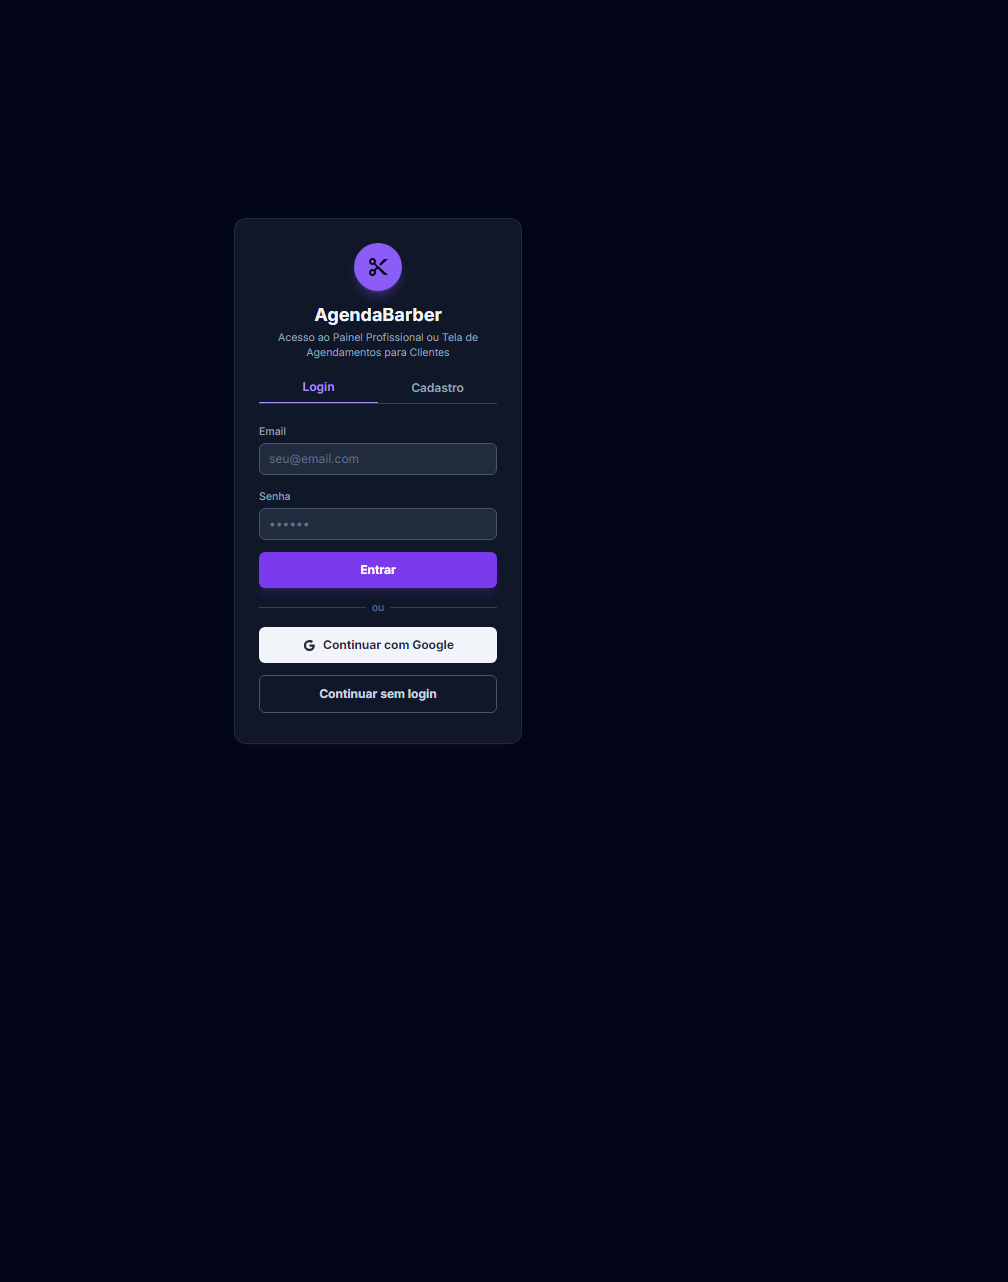 AgendaBarber
Acesso ao Painel Profissional ou Tela de
Agendamentos para Clientes
Login
Cadastro
Email
seu@email.com
Senha
••••••
Entrar
ou
G Continuar com Google
Continuar sem login